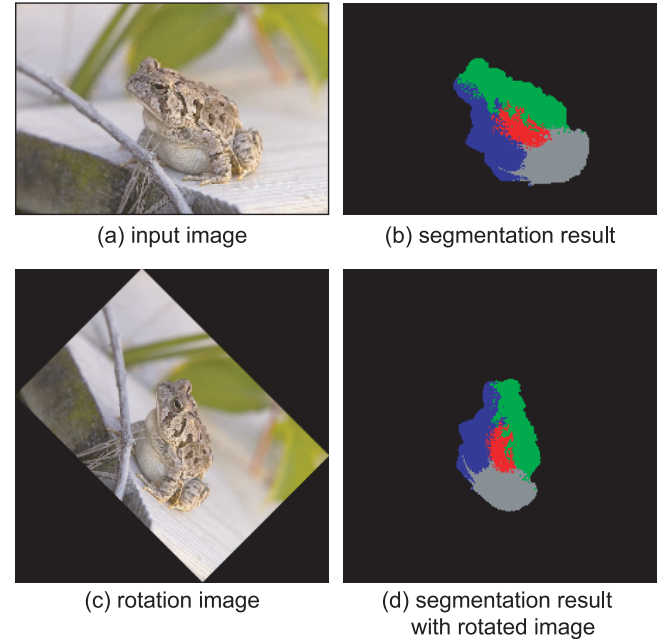 (a) input image
(b) segmentation result
(c) rotation image
(d) segmentation result
with rotated image